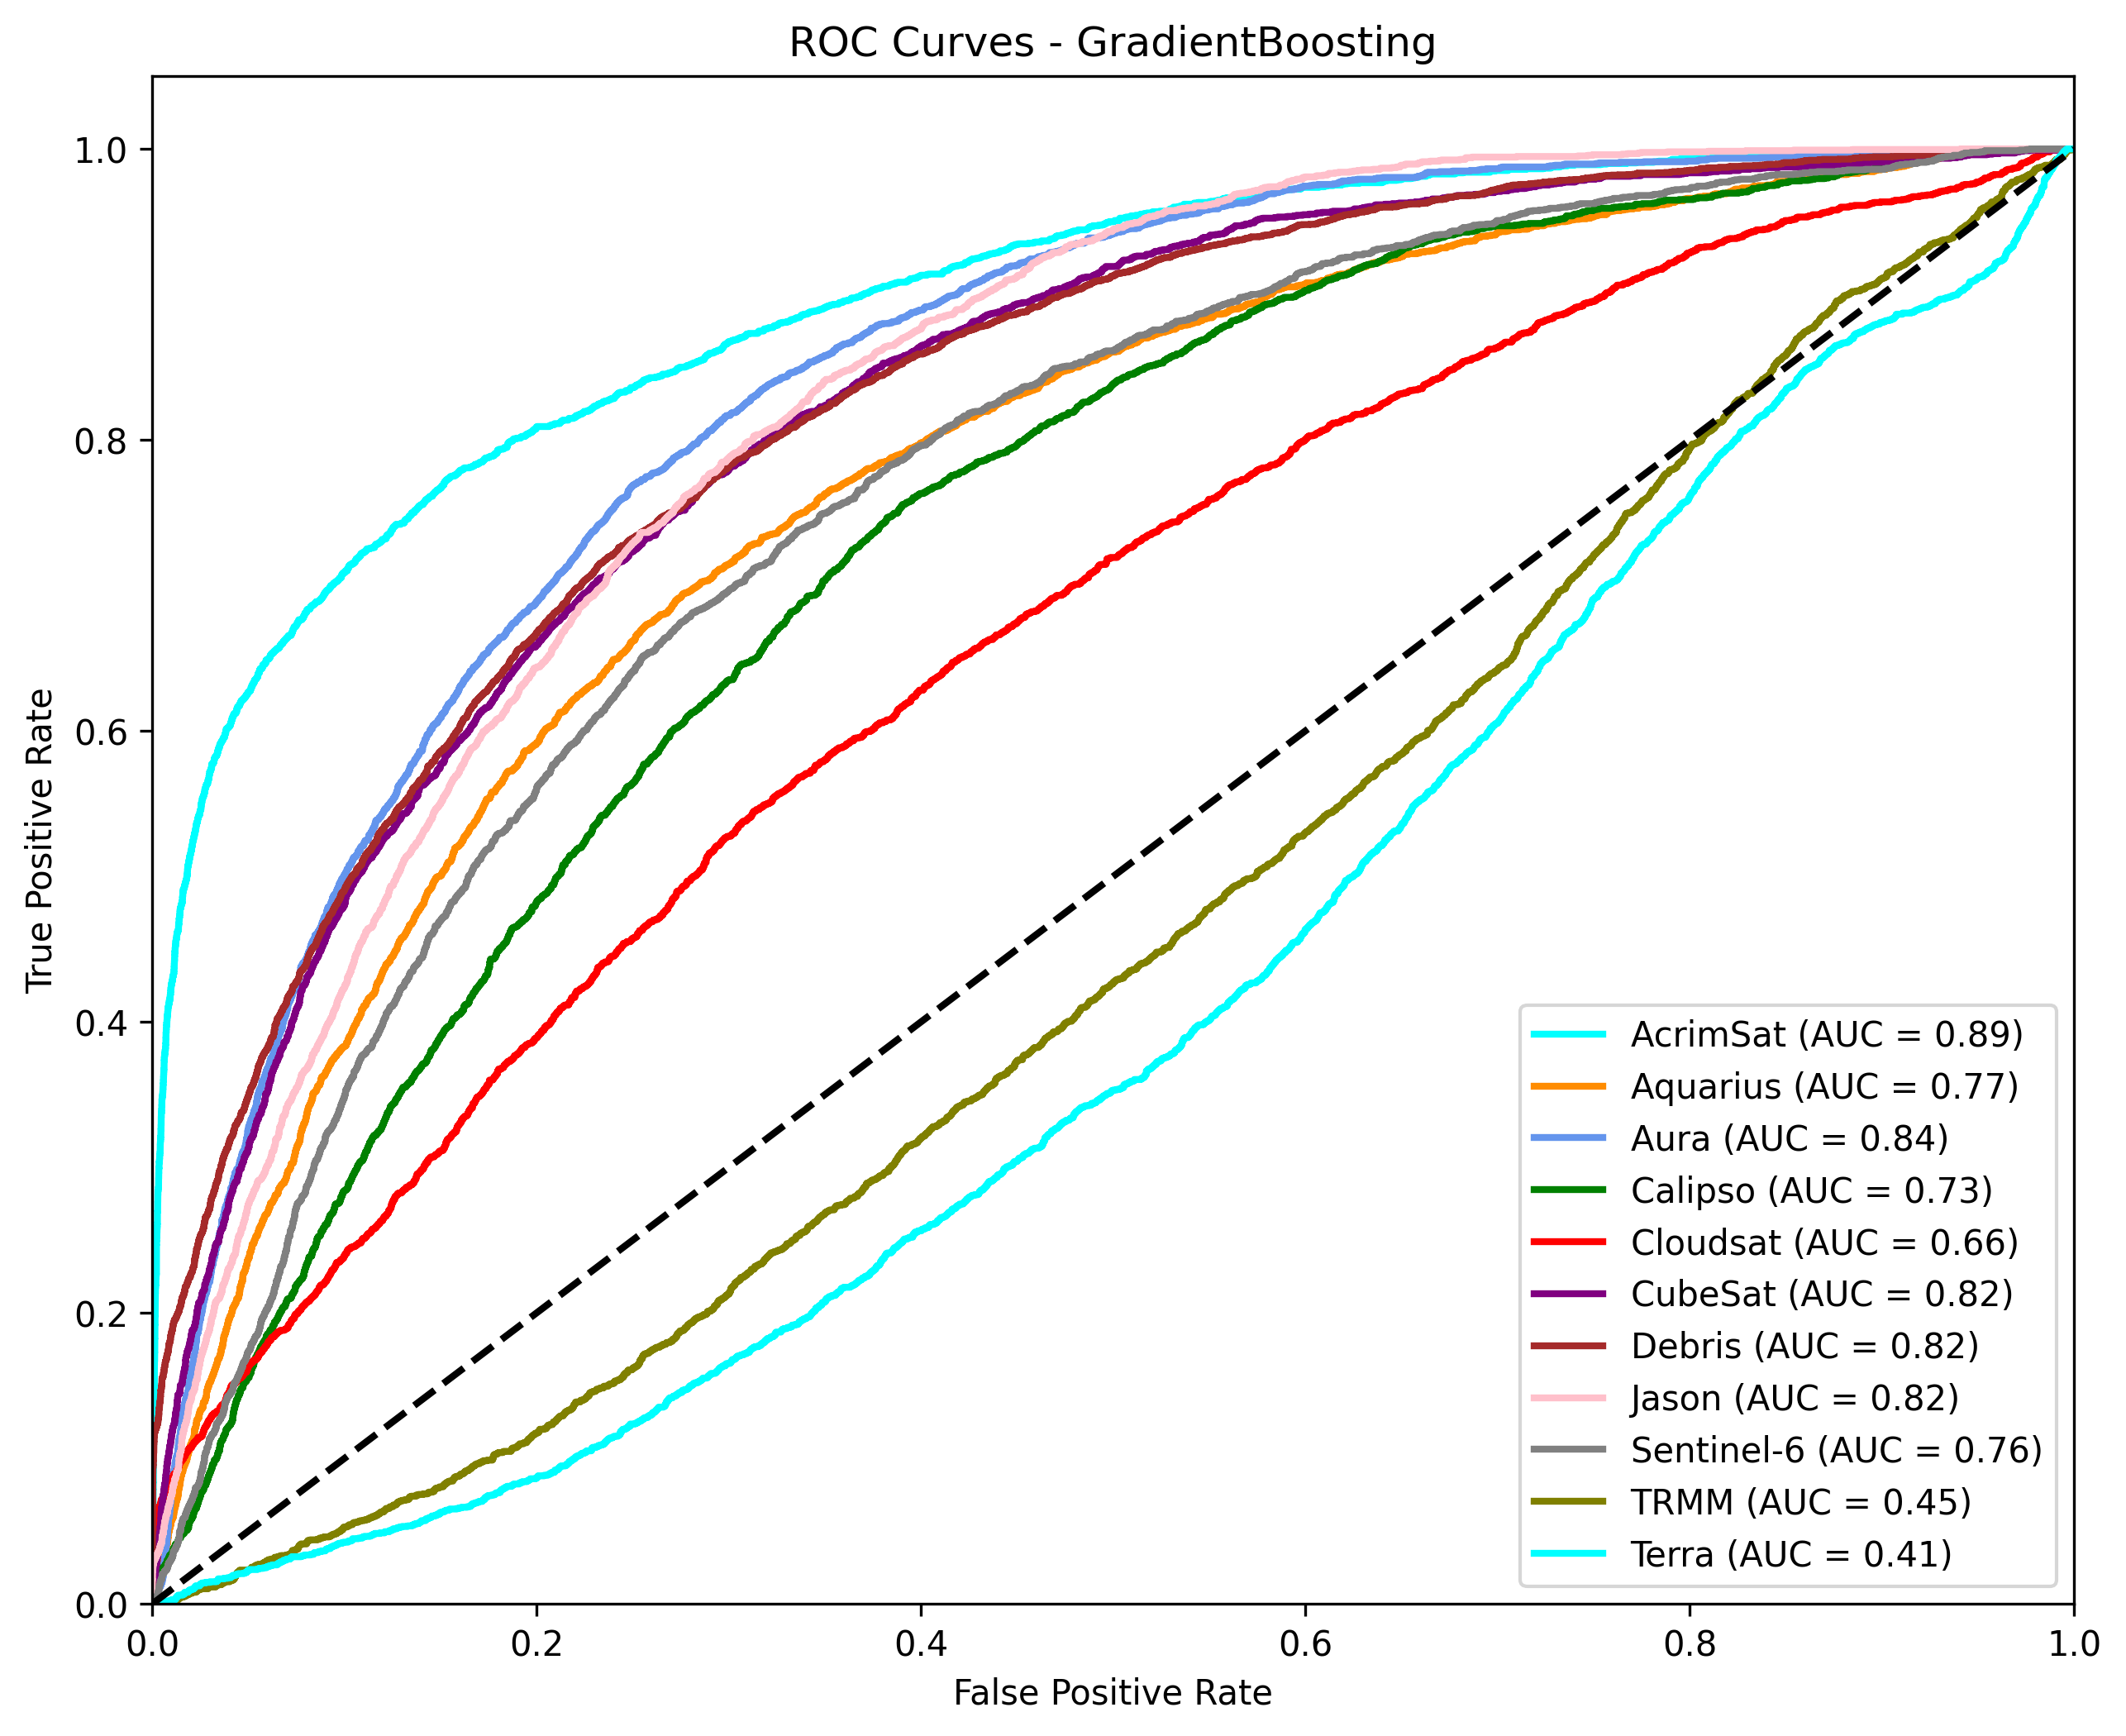 ROC Curves - GradientBoosting
1.0
0.8
0.6
0.4
0.2
0.0
True Positive Rate
AcrimSat (AUC = 0.89)
Aquarius (AUC = 0.77)
Aura (AUC = 0.84)
Calipso (AUC = 0.73)
Cloudsat (AUC = 0.66)
CubeSat (AUC = 0.82)
Debris (AUC = 0.82)
Jason (AUC = 0.82)
Sentinel-6 (AUC = 0.76)
TRMM (AUC = 0.45)
Terra (AUC = 0.41)
0.0 0.2 0.4 0.6 0.8 1.0
False Positive Rate